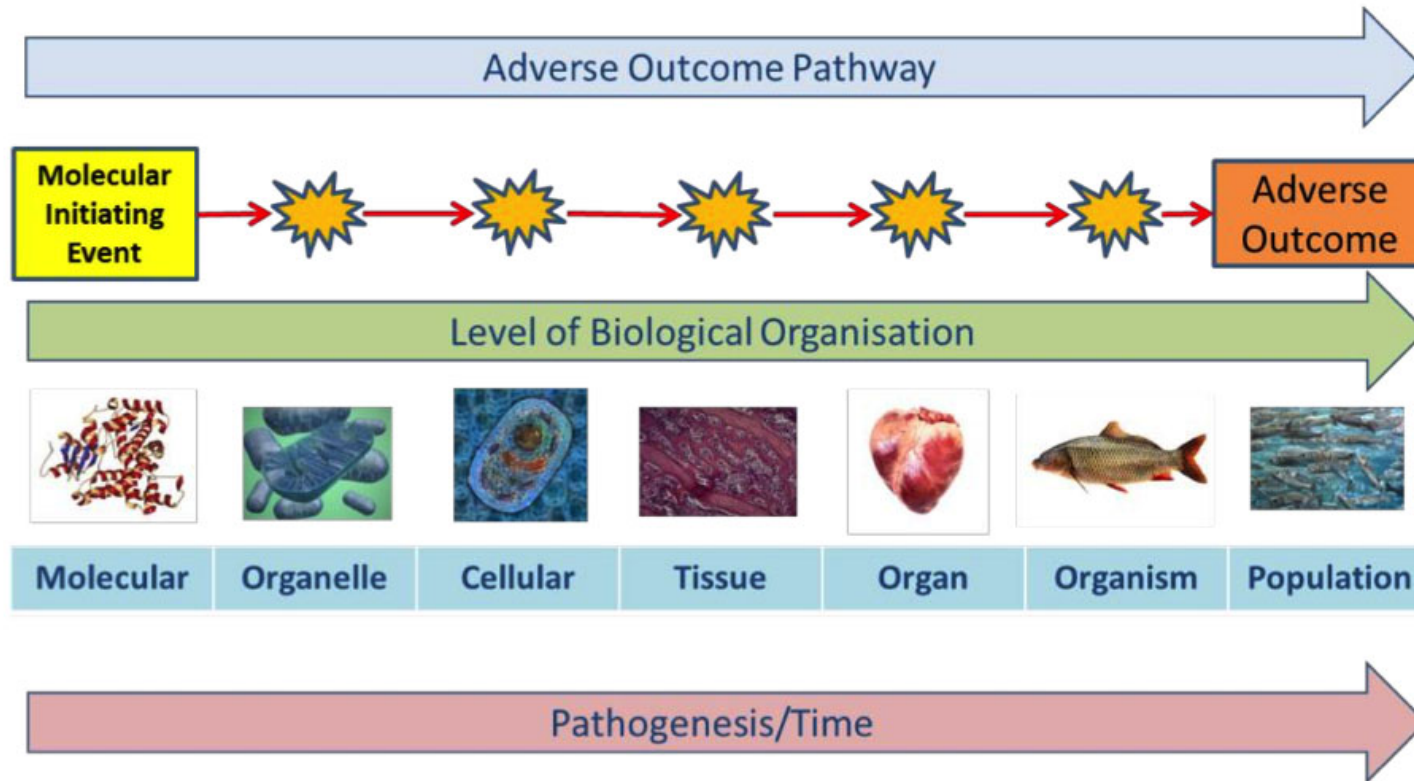 Adverse Outcome Pathway
Molecular
Initiating
Event
Adverse
Outcome
Level of Biological Organisation
Molecular
Organelle
Cellular
Tissue
Organ
Organism
Population
Pathogenesis/Time